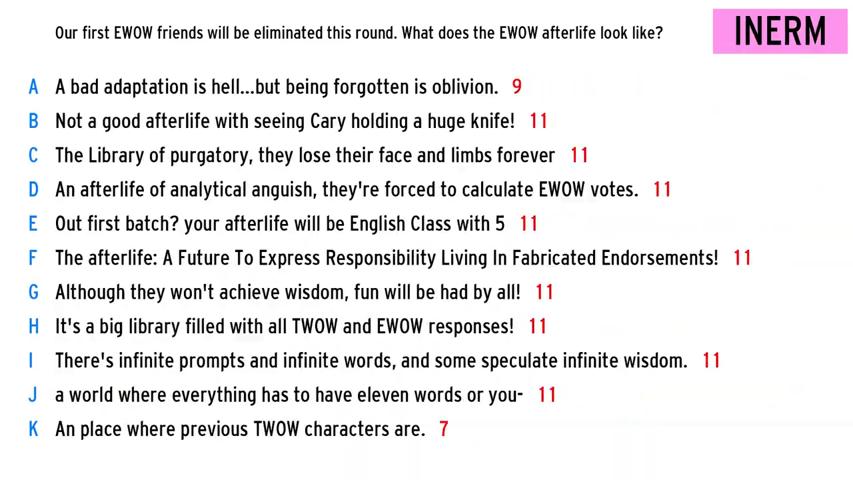 Our first EWOW friends will be eliminated this round. What does the EWOW afterlife look like?
INERM
A A bad adaptation is hell...but being forgotten is oblivion. 9
B Not a good afterlife with seeing Cary holding a huge knife! 11
C The Library of purgatory, they lose their face and limbs forever 11
D An afterlife of analytical anguish, they're forced to calculate EWOW votes. 11
E Out first batch? your afterlife will be English Class with 5 11
F The afterlife: A Future To Express Responsibility Living In Fabricated Endorsements! 11
G Although they won't achieve wisdom, fun will be had by all! 11
H It's a big library filled with all TWOW and EWOW responses! 11
I There's infinite prompts and infinite words, and some speculate infinite wisdom. 11
J a world where everything has to have eleven words or you- 11
K An place where previous TWOW characters are. 7